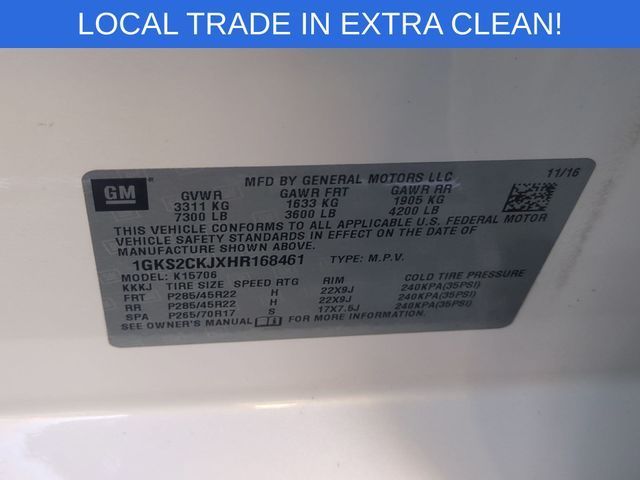 LOCAL TRADE IN EXTRA CLEAN!
GM
MFD BY GENERAL MOTORS LLC 11/16
GVWR GAWR FRT GAWR RR
3311 KG 1633 KG 1905 KG
7300 LB 3600 LB 4200 LB
THIS VEHICLE CONFORMS TO ALL APPLICABLE U.S. FEDERAL MOTOR
VEHICLE SAFETY STANDARDS IN EFFECT ON THE DATE OF
MANUFACTURE SHOWN ABOVE.
1GKS2CKJXHR168461 TYPE: M.P.V.
MODEL: K15706
KKKJ TIRE SIZE SPEED RTG RIM COLD TIRE PRESSURE
FRT P285/45R22 H 22X9J 240KPA(35PSI)
RR P285/45R22 H 22X9J 240KPA(35PSI)
SPA P265/70R17 S 17X7.5J 240KPA(35PSI)
SEE OWNER'S MANUAL FOR MORE INFORMATION.